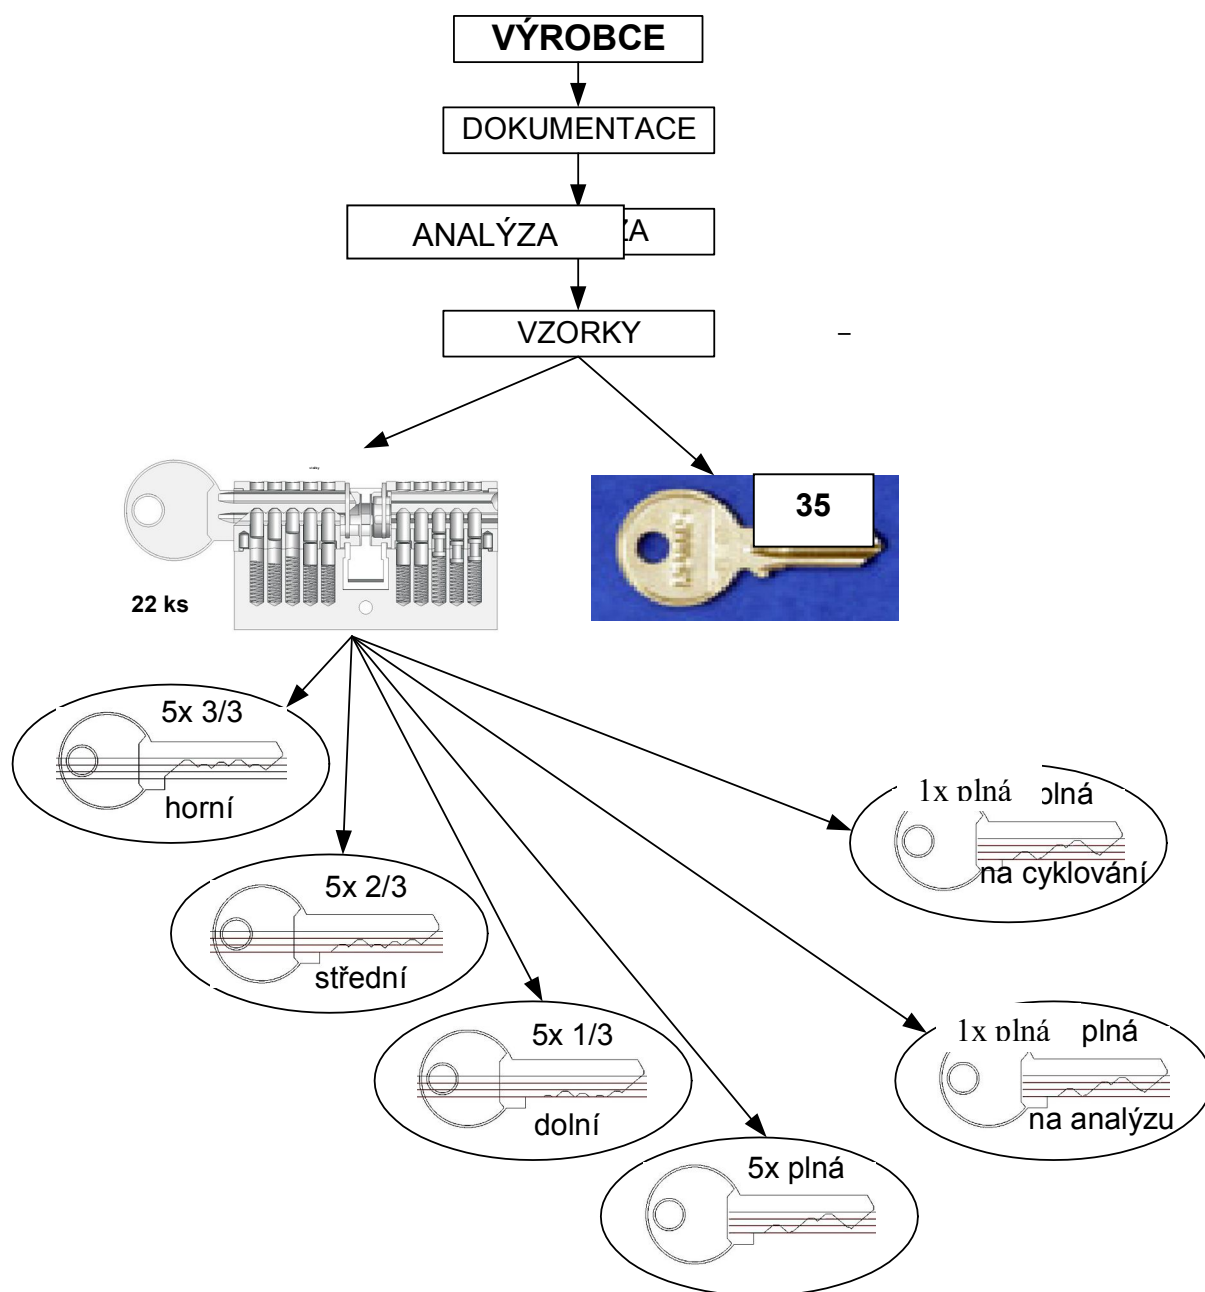 VÝROBCE
DOKUMENTACE
ANALÝZA ZA
VZORKY
–
35
22 ks
5x 3/3
horní
5x 2/3
střední
5x 1/3
dolní
5x plná
1x plná plná
na cyklování
1x plná plná
na analýzu